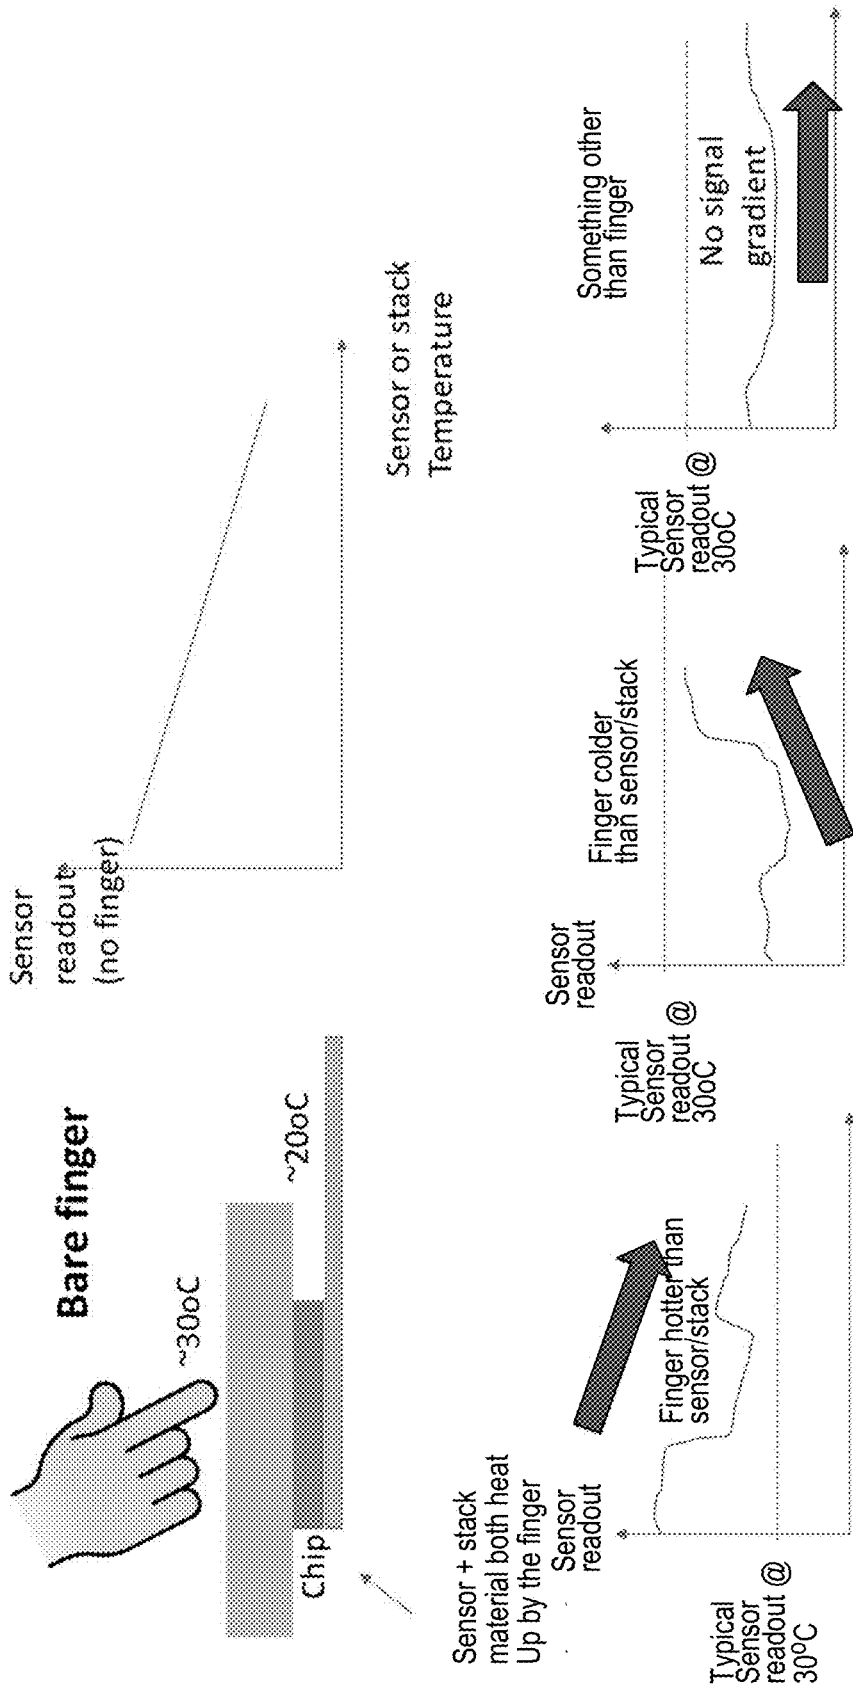 Bare finger
~30oC
~20oC
Chip
Sensor + stack
material both heat
Up by the finger
Sensor
readout
(no finger)
Sensor or stack
Temperature
Sensor
readout
Finger hotter than
sensor/stack
Typical
Sensor
readout @
30ºC
Sensor
readout
Finger colder
than sensor/stack
Typical
Sensor
readout @
30oC
Something other
than finger
No signal
gradient
Typical
Sensor
readout @
30oC